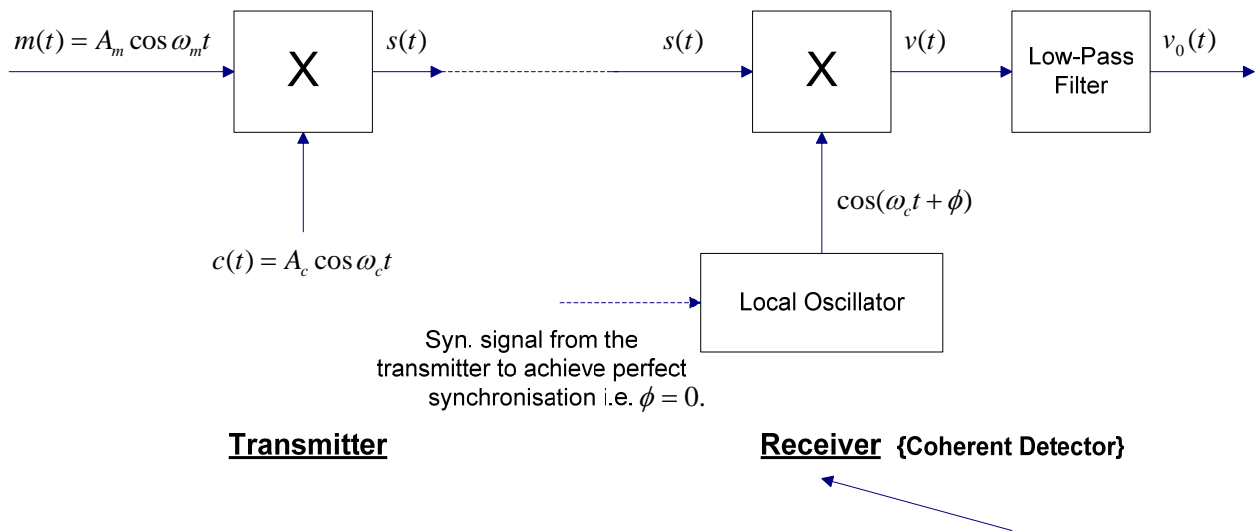 m(t) = A_m cos ω_m t
s(t)
s(t)
v(t)
v_0(t)
X
X
Low-Pass
Filter
cos(ω_c t + ϕ)
c(t) = A_c cos ω_c t
Local Oscillator
Syn. signal from the
transmitter to achieve perfect
synchronisation i.e. ϕ = 0.
Transmitter
Receiver {Coherent Detector}